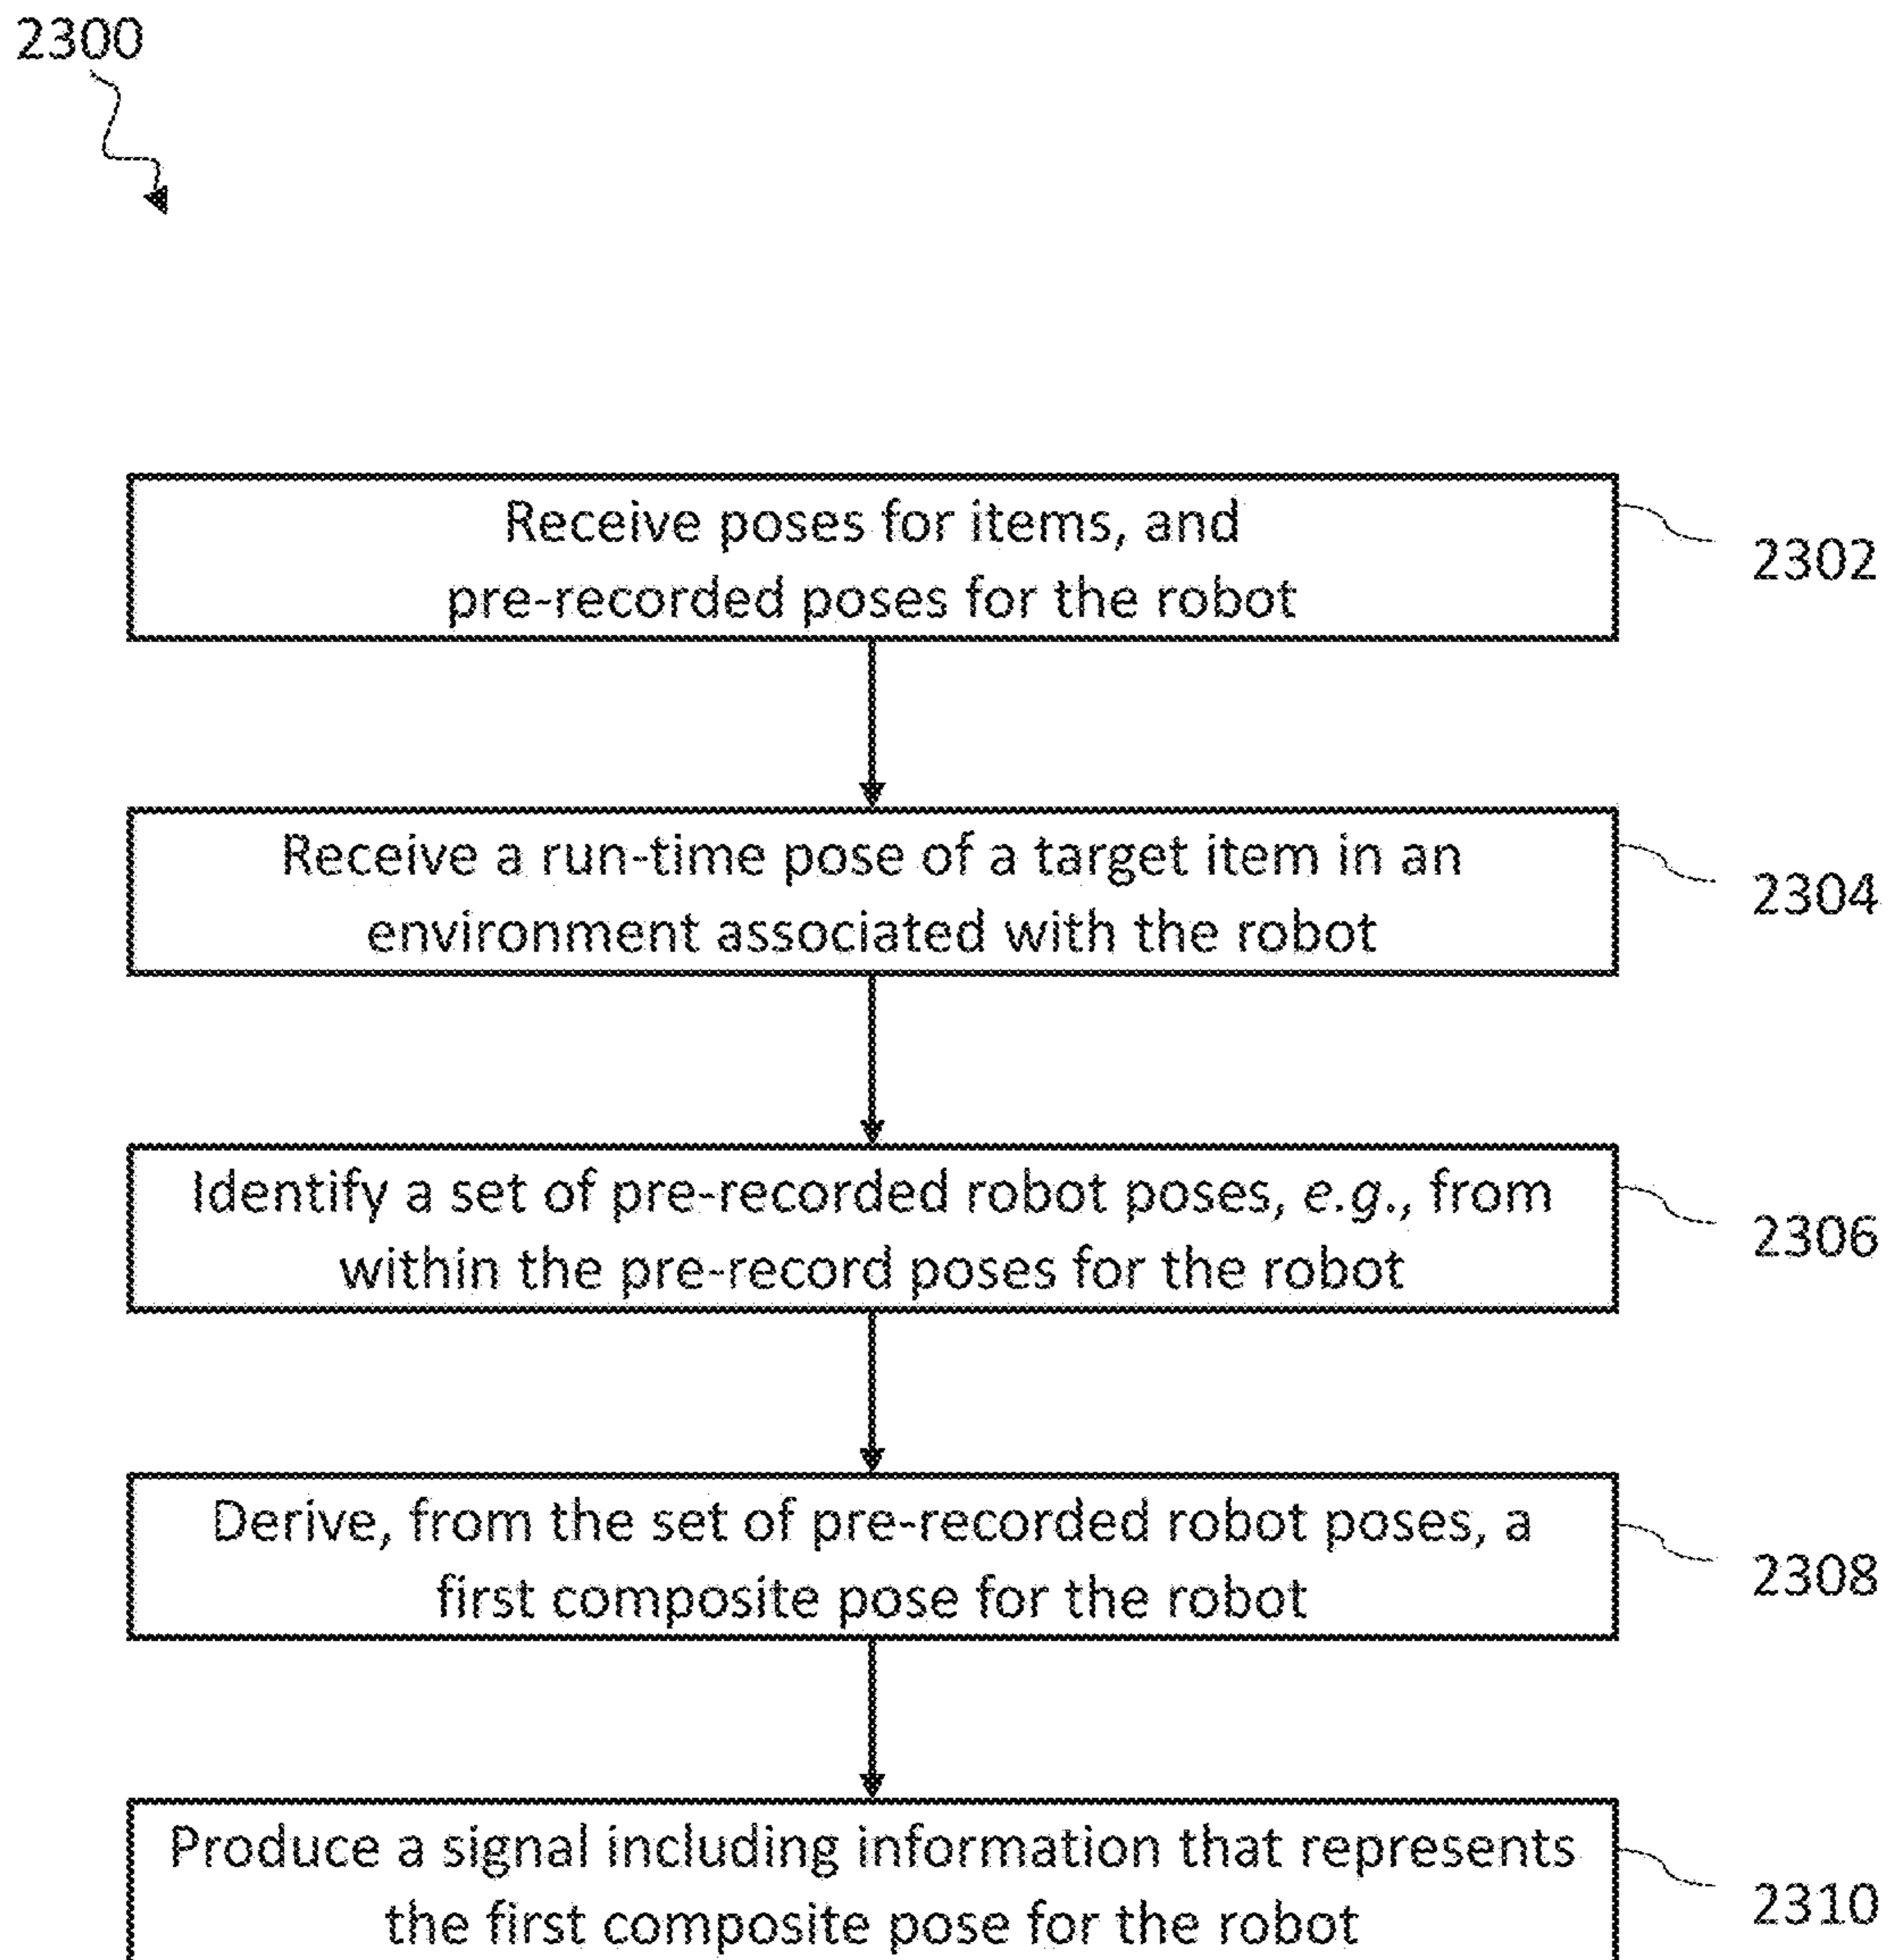 2300
Receive poses for items, and
pre-recorded poses for the robot
2302
Receive a run-time pose of a target item in an
environment associated with the robot
2304
Identify a set of pre-recorded robot poses, e.g., from
within the pre-record poses for the robot
2306
Derive, from the set of pre-recorded robot poses, a
first composite pose for the robot
2308
Produce a signal including information that represents
the first composite pose for the robot
2310